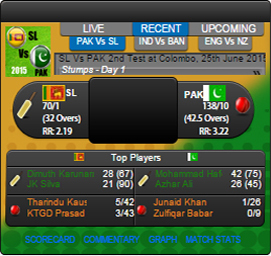 LIVE RECENT UPCOMING
SL Vs PAK 2015
PAK Vs SL IND Vs BAN ENG Vs NZ
SL Vs PAK 2nd Test at Colombo, 25th June 2015
Stumps - Day 1
SL PAK
70/1 138/10
(32 Overs) (42.5 Overs)
RR: 2.19 RR: 3.22
Top Players
Dimuth Karunan 28 (67) Mohammad Haf 42 (75)
JK Silva 21 (90) Azhar Ali 26 (45)
Tharindu Kaus 5/42 Junaid Khan 1/26
KTGD Prasad 3/43 Zulfiqar Babar 0/9
SCORECARD COMMENTARY GRAPH MATCH STATS